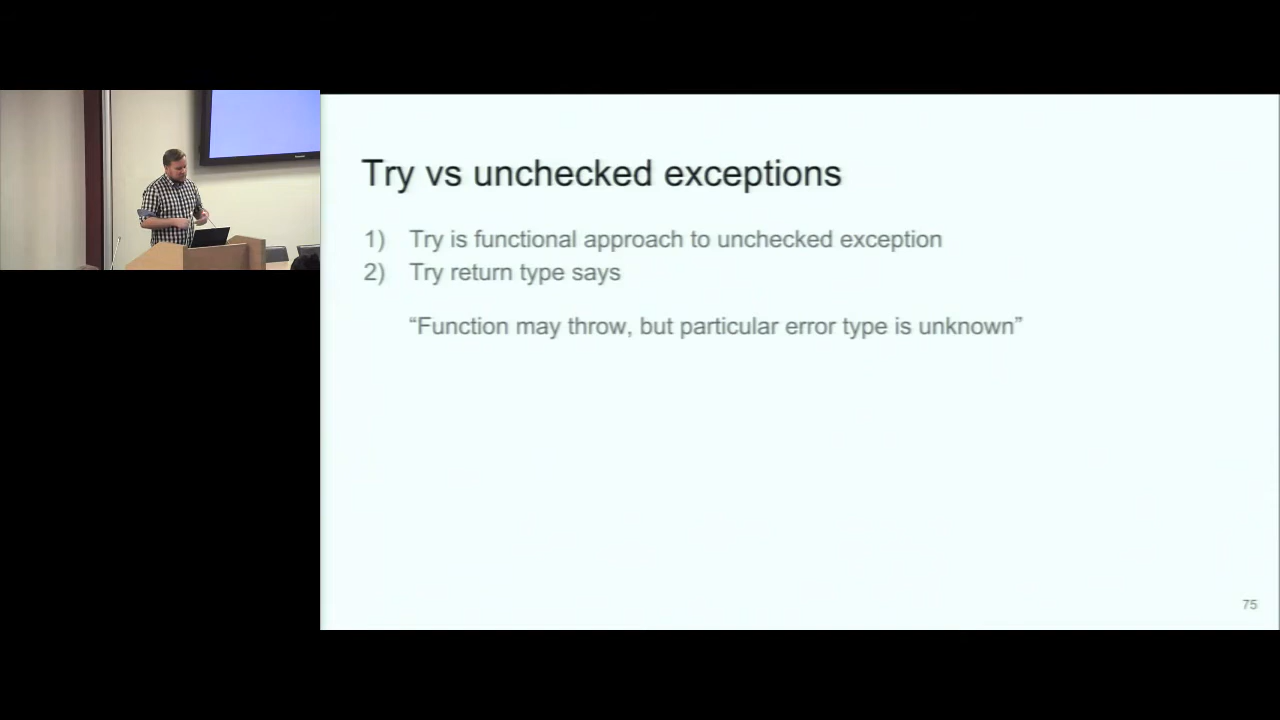 Try vs unchecked exceptions
1) Try is functional approach to unchecked exception
2) Try return type says
“Function may throw, but particular error type is unknown”
75